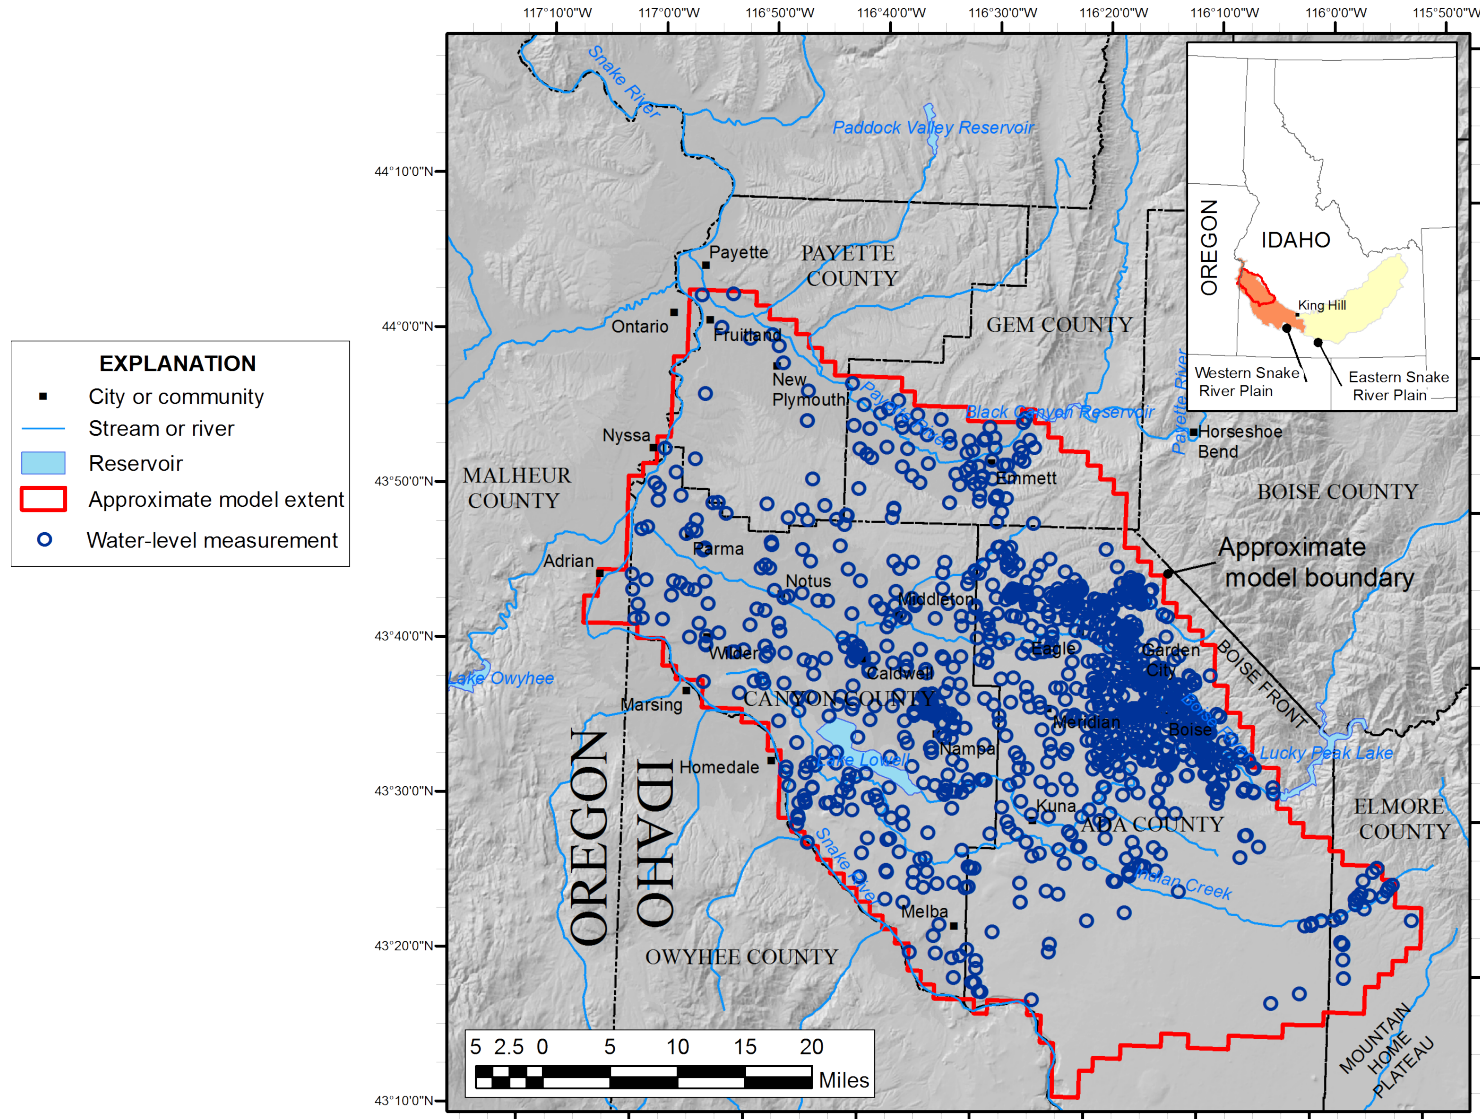 117°10'0"W
117°0'0"W
116°50'0"W
116°40'0"W
116°30'0"W
116°20'0"W
116°10'0"W
116°0'0"W
115°50'0"W
44°10'0"N
44°0'0"N
43°50'0"N
43°40'0"N
43°30'0"N
43°20'0"N
43°10'0"N
EXPLANATION
City or community
Stream or river
Reservoir
Approximate model extent
Water-level measurement
Snake River
Paddock Valley Reservoir
Payette
PAYETTE
COUNTY
Ontario
Fruitland
GEM COUNTY
New
Plymouth
Payette River
Black Canyon Reservoir
Payette River
Horseshoe
Bend
Nyssa
Emmett
MALHEUR
COUNTY
BOISE COUNTY
Parma
Approximate
model boundary
Adrian
Notus
Middleton
Eagle
Garden
City
BOISE FRONT
Wilder
Caldwell
Lake Owyhee
CANYON COUNTY
Marsing
Meridian
Boise River
Boise
Nampa
Lucky Peak Lake
Lake Lowell
Homedale
OREGON
IDAHO
Kuna
ADA COUNTY
ELMORE
COUNTY
Snake River
Indian Creek
Melba
OWYHEE COUNTY
MOUNTAIN
HOME
PLATEAU
5 2.5 0 5 10 15 20
Miles
OREGON
IDAHO
King Hill
Western Snake
River Plain
Eastern Snake
River Plain